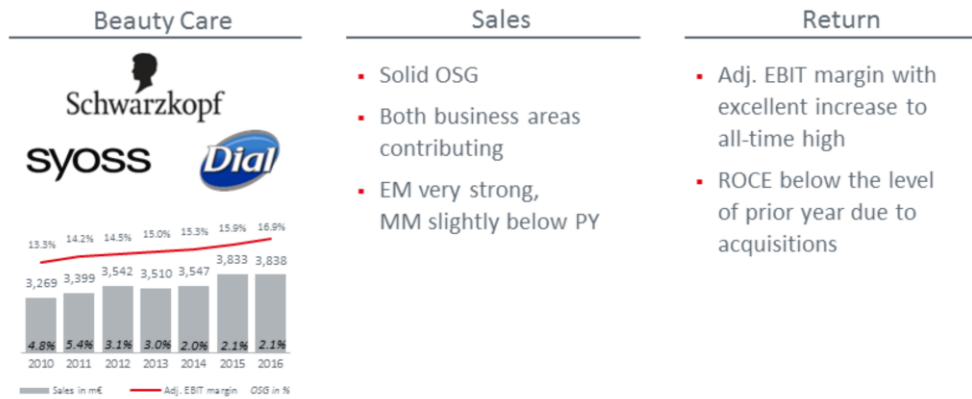 Beauty Care
Schwarzkopf
syoss
Dial
13.3% 14.2% 14.5% 15.0% 15.3% 15.9% 16.9%
3,269 3,399 3,542 3,510 3,547 3,833 3,838
4.8% 5.4% 3.1% 3.0% 2.0% 2.1% 2.1%
2010 2011 2012 2013 2014 2015 2016
Sales in m€ Adj. EBIT margin OSG in %
Sales
▪ Solid OSG
▪ Both business areas
contributing
▪ EM very strong,
MM slightly below PY
Return
▪ Adj. EBIT margin with
excellent increase to
all-time high
▪ ROCE below the level
of prior year due to
acquisitions